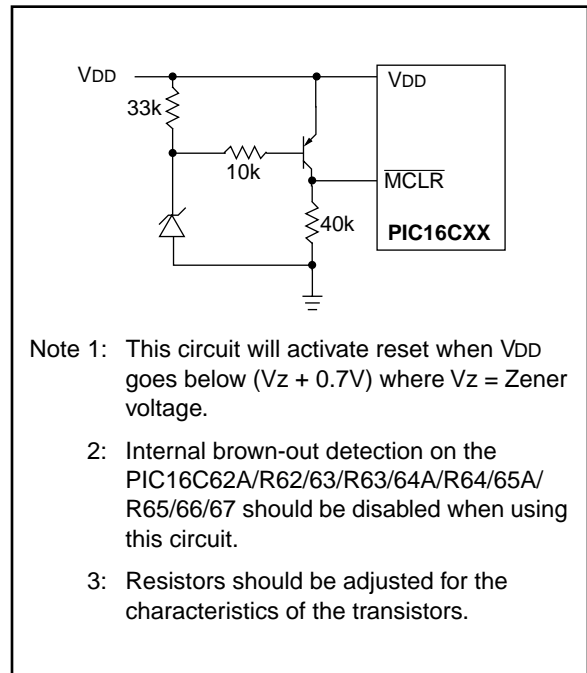 VDD
VDD
33k
10k
MCLR
40k
PIC16CXX
Note 1: This circuit will activate reset when VDD
goes below (Vz + 0.7V) where Vz = Zener
voltage.
2: Internal brown-out detection on the
PIC16C62A/R62/63/R63/64A/R64/65A/
R65/66/67 should be disabled when using
this circuit.
3: Resistors should be adjusted for the
characteristics of the transistors.